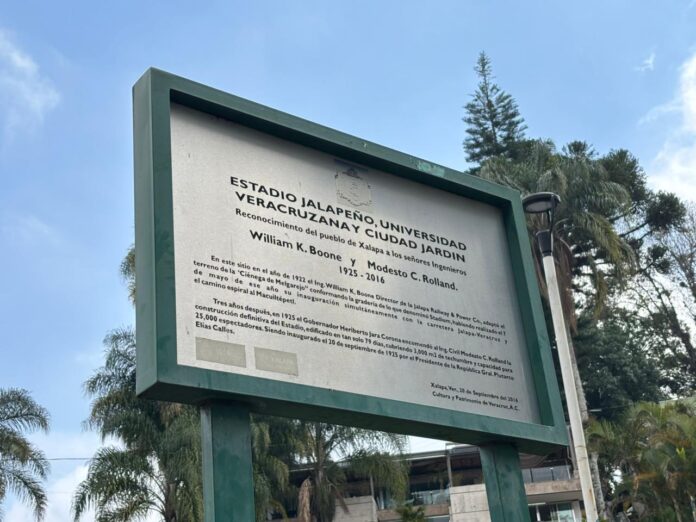 ESTADIO JALAPEÑO, UNIVERSIDAD
VERACRUZANA Y CIUDAD JARDIN
Reconocimiento del pueblo de Xalapa a los señores Ingenieros
William K. Boone y Modesto C. Rolland.
1925 - 2016
En este sitio en el año de 1922 el Ing. William K. Boone Director de la Jalapa Railway & Power Co., adaptó el
terreno de la "Ciénega de Melgarejo" conformando la gradería de lo que denominó Stadium, habiendo realizado el 1
de mayo de ese año su inauguración simultáneamente con la carretera Jalapa-Veracruz y
el camino espiral al Macuiltépetl.
Tres años después, en 1925 el Gobernador Heriberto Jara Corona encomendó al Ing. Civil Modesto C. Rolland la
construcción definitiva del Estadio, edificado en tan solo 79 días, cubriendo 2,000 m2 de techumbre y capacidad para
25,000 espectadores. Siendo inaugurado el 20 de septiembre de 1925 por el Presidente de la República Gral. Plutarco
Elías Calles.
Xalapa, Ver., 20 de Septiembre del 2016
Cultura y Patrimonio de Veracruz, A.C.